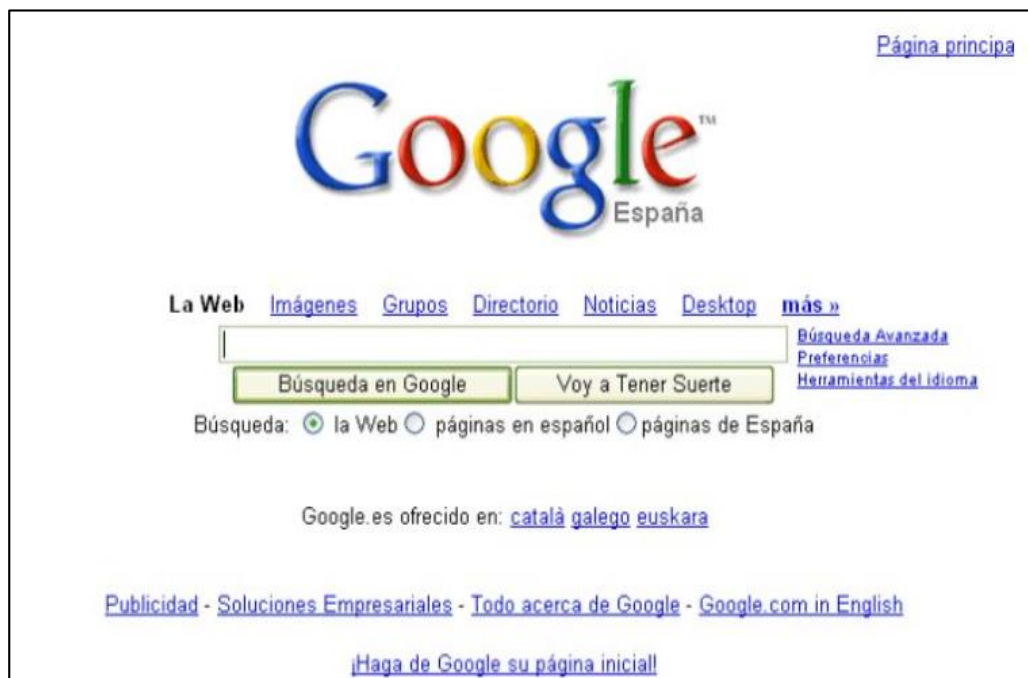 Página principa
Google™
España
La Web Imágenes Grupos Directorio Noticias Desktop más »
Búsqueda Avanzada
Preferencias
Herramientas del idioma
Búsqueda en Google Voy a Tener Suerte
Búsqueda: la Web páginas en español páginas de España
Google.es ofrecido en: català galego euskara
Publicidad - Soluciones Empresariales - Todo acerca de Google - Google.com in English
¡Haga de Google su página inicial!